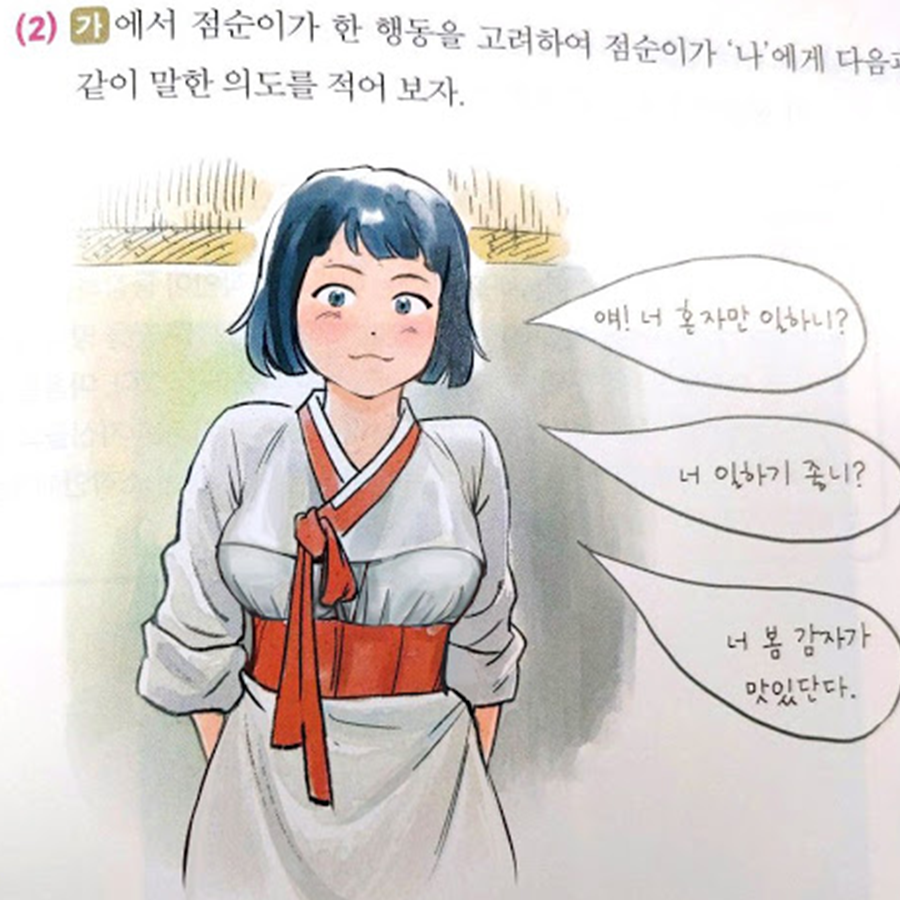 (2) 가 에서 점순이가 한 행동을 고려하여 점순이가 ‘나’에게 다음과
같이 말한 의도를 적어 보자.
얘! 너 혼자만 일하니?
너 일하기 좋니?
너 봄 감자가
맛있단다.